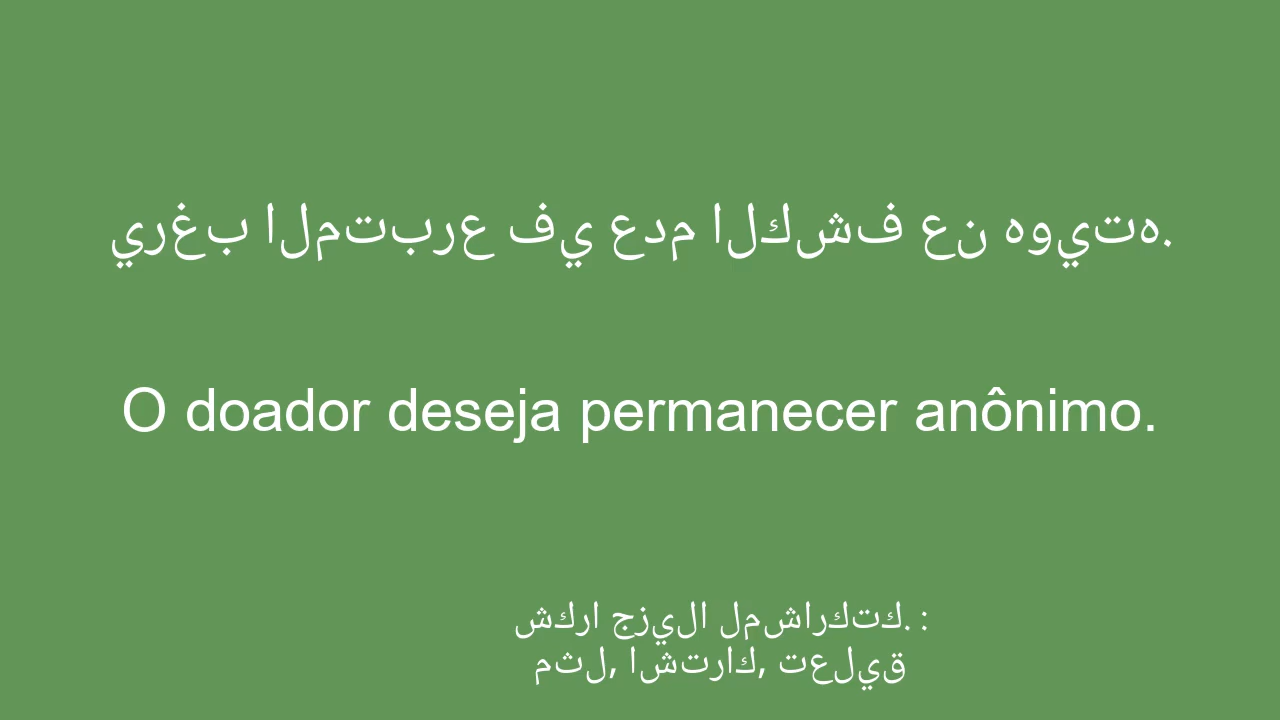 يرغب المتبرع في عدم الكشف عن هويته.
O doador deseja permanecer anônimo.
شكرا جزيلا لمشاركتك. :
مثل, اشتراك, تعليق